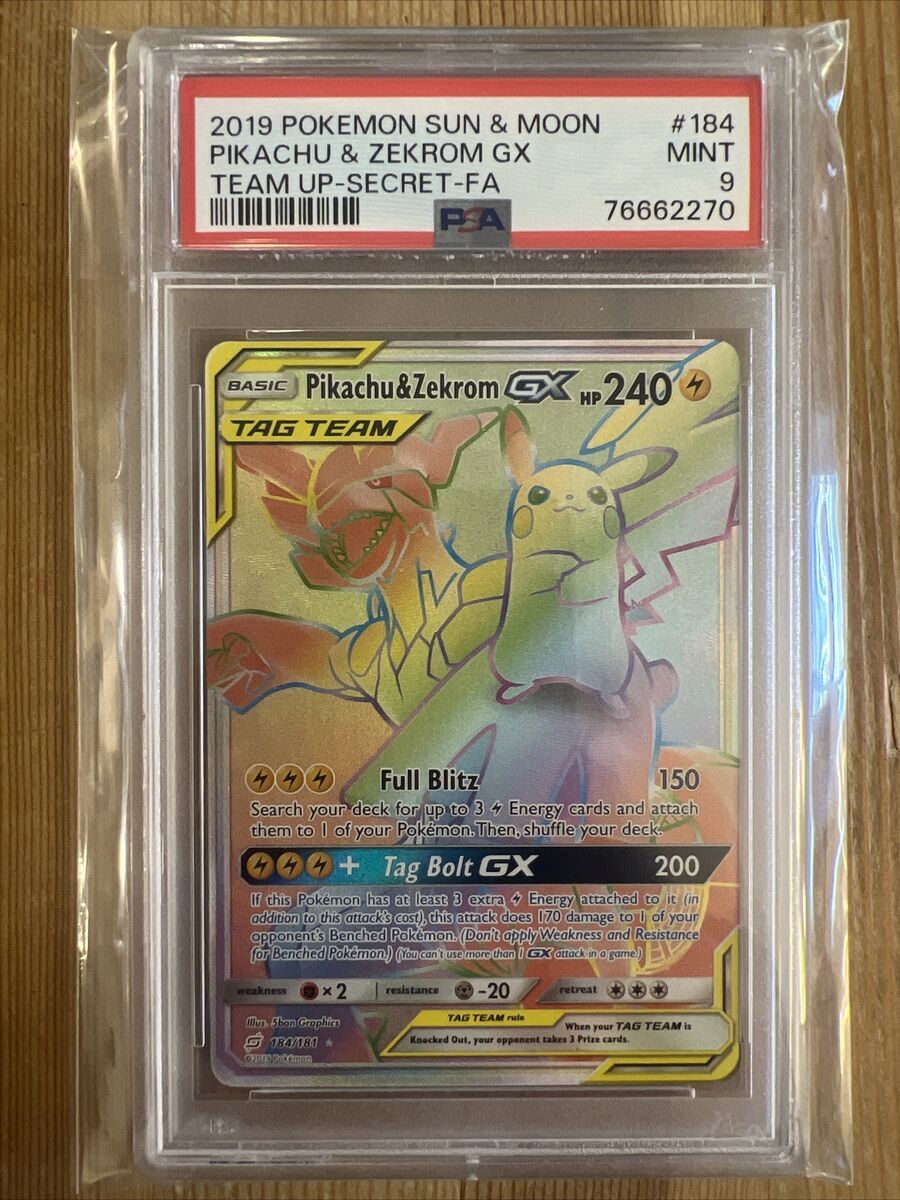 2019 POKEMON SUN & MOON #184
PIKACHU & ZEKROM GX MINT
TEAM UP-SECRET-FA 9
PSA 76662270
BASIC Pikachu&Zekrom GX HP 240
TAG TEAM
Full Blitz 150
Search your deck for up to 3 Energy cards and attach
them to 1 of your Pokémon. Then, shuffle your deck.
+ Tag Bolt GX 200
If this Pokémon has at least 3 extra Energy attached to it (in
addition to this attack's cost), this attack does 170 damage to 1 of your
opponent's Benched Pokémon. (Don't apply Weakness and Resistance
for Benched Pokémon.) (You can't use more than 1 GX attack in a game.)
weakness ×2 resistance -20 retreat
Illus. 5ban Graphics
184/181
©2019 Pokémon
TAG TEAM rule
When your TAG TEAM is
Knocked Out, your opponent takes 3 Prize cards.